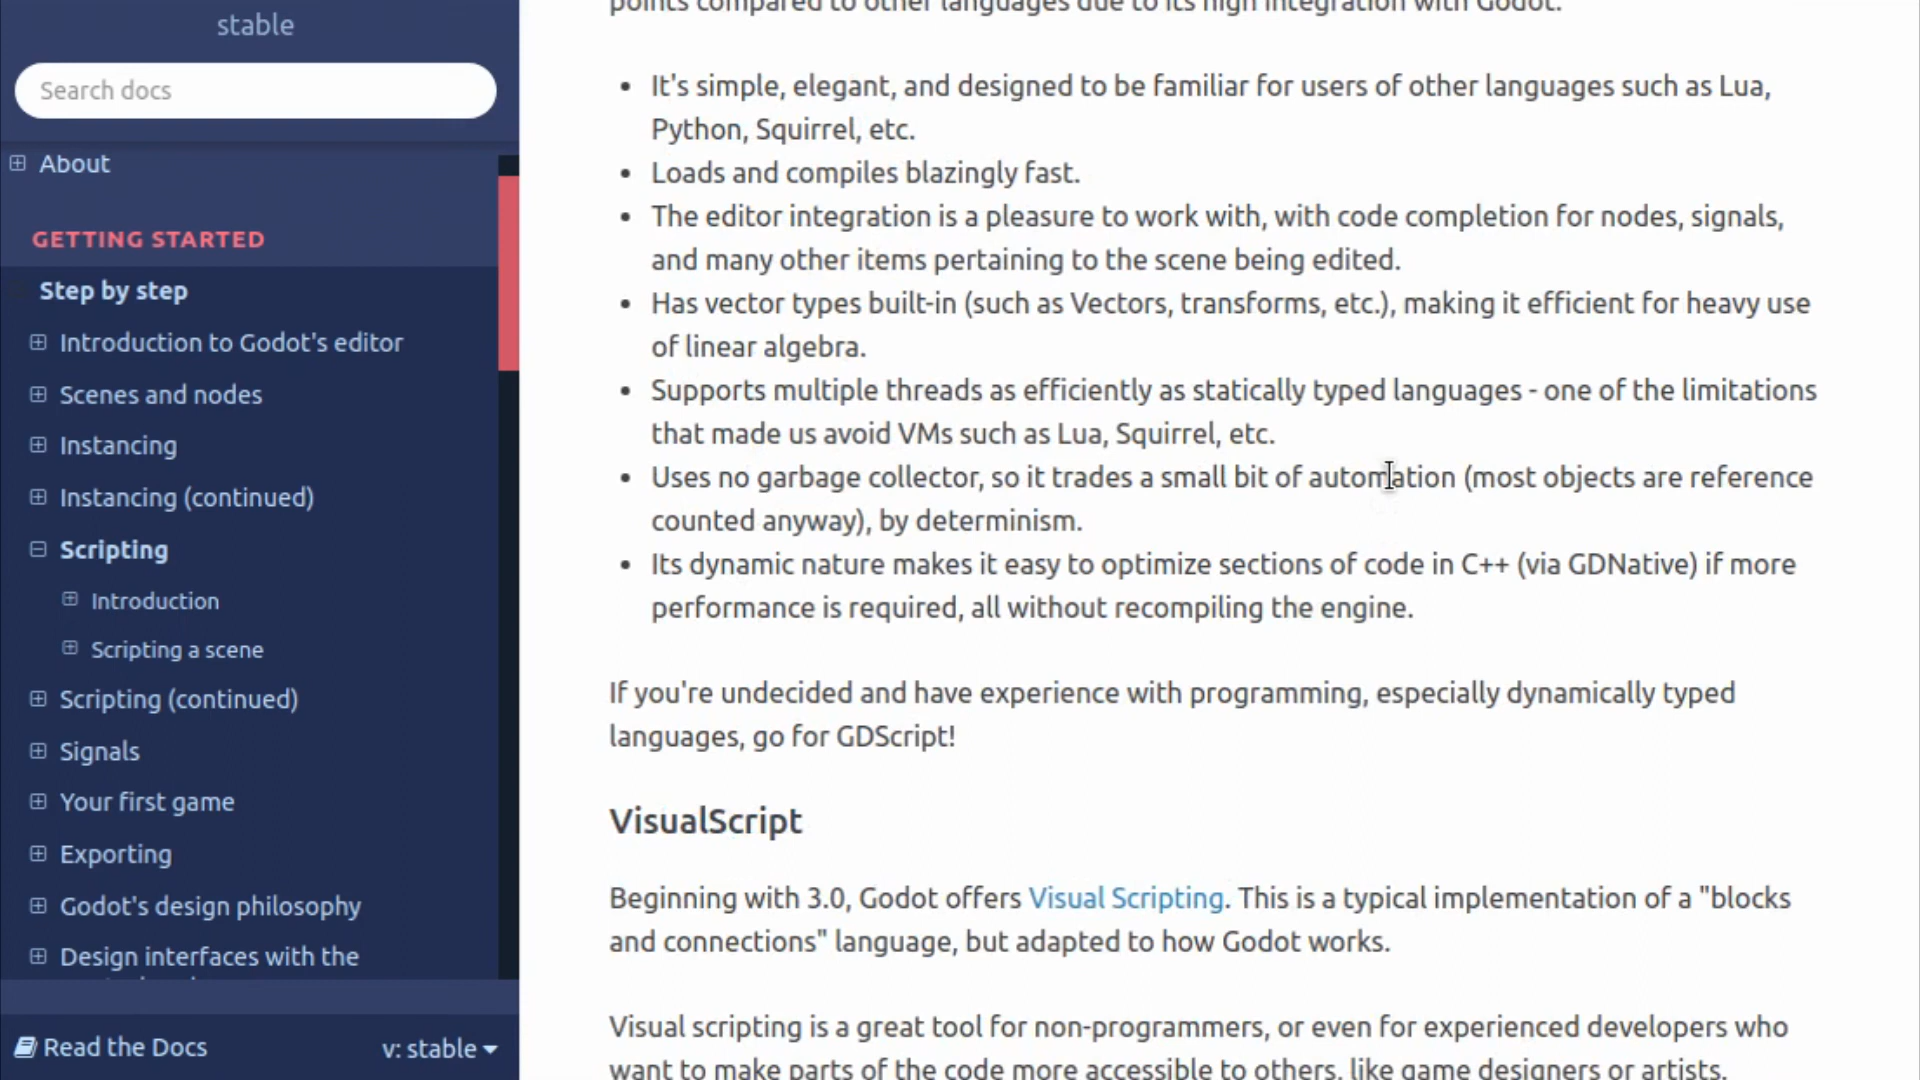 stable
Search docs
About
GETTING STARTED
Step by step
Introduction to Godot's editor
Scenes and nodes
Instancing
Instancing (continued)
Scripting
Introduction
Scripting a scene
Scripting (continued)
Signals
Your first game
Exporting
Godot's design philosophy
Design interfaces with the
Read the Docs
v: stable
points compared to other languages due to its high integration with Godot.
• It's simple, elegant, and designed to be familiar for users of other languages such as Lua,
Python, Squirrel, etc.
• Loads and compiles blazingly fast.
• The editor integration is a pleasure to work with, with code completion for nodes, signals,
and many other items pertaining to the scene being edited.
• Has vector types built-in (such as Vectors, transforms, etc.), making it efficient for heavy use
of linear algebra.
• Supports multiple threads as efficiently as statically typed languages - one of the limitations
that made us avoid VMs such as Lua, Squirrel, etc.
• Uses no garbage collector, so it trades a small bit of automation (most objects are reference
counted anyway), by determinism.
• Its dynamic nature makes it easy to optimize sections of code in C++ (via GDNative) if more
performance is required, all without recompiling the engine.
If you're undecided and have experience with programming, especially dynamically typed
languages, go for GDScript!
VisualScript
Beginning with 3.0, Godot offers Visual Scripting. This is a typical implementation of a "blocks
and connections" language, but adapted to how Godot works.
Visual scripting is a great tool for non-programmers, or even for experienced developers who
want to make parts of the code more accessible to others, like game designers or artists.